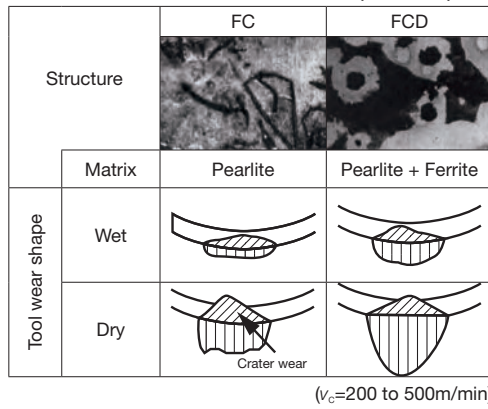 FC FCD
Structure
Matrix Pearlite Pearlite + Ferrite
Tool wear shape
Wet
Dry
Crater wear
(vc=200 to 500m/min)